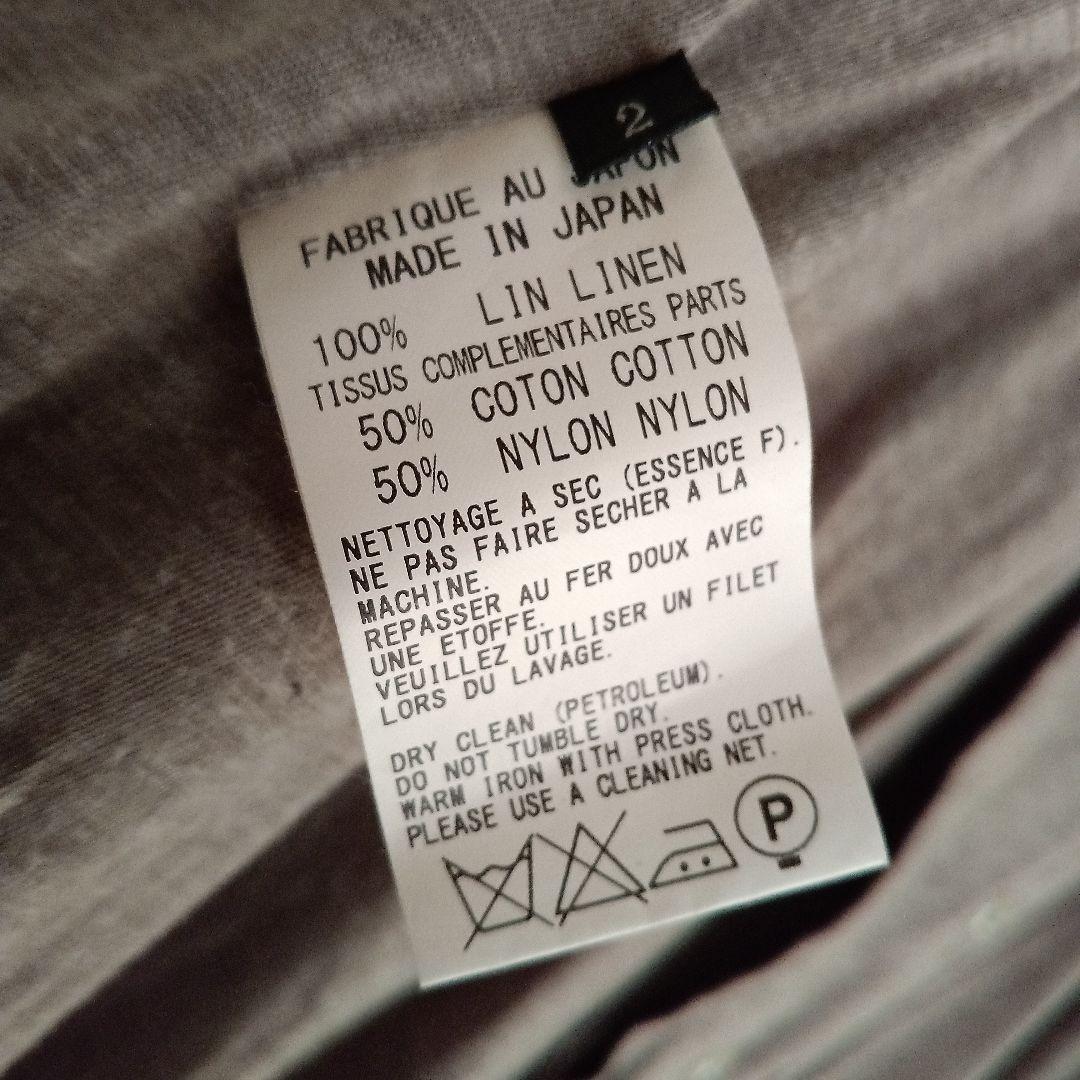 2
FABRIQUE AU JAPON
MADE IN JAPAN
100% LIN LINEN
TISSUS COMPLEMENTAIRES PARTS
50% COTON COTTON
50% NYLON NYLON
NETTOYAGE A SEC (ESSENCE F).
NE PAS FAIRE SECHER A LA
MACHINE.
REPASSER AU FER DOUX AVEC
UNE ETOFFE.
VEUILLEZ UTILISER UN FILET
LORS DU LAVAGE.
DRY CLEAN (PETROLEUM).
DO NOT TUMBLE DRY.
WARM IRON WITH PRESS CLOTH.
PLEASE USE A CLEANING NET.
P